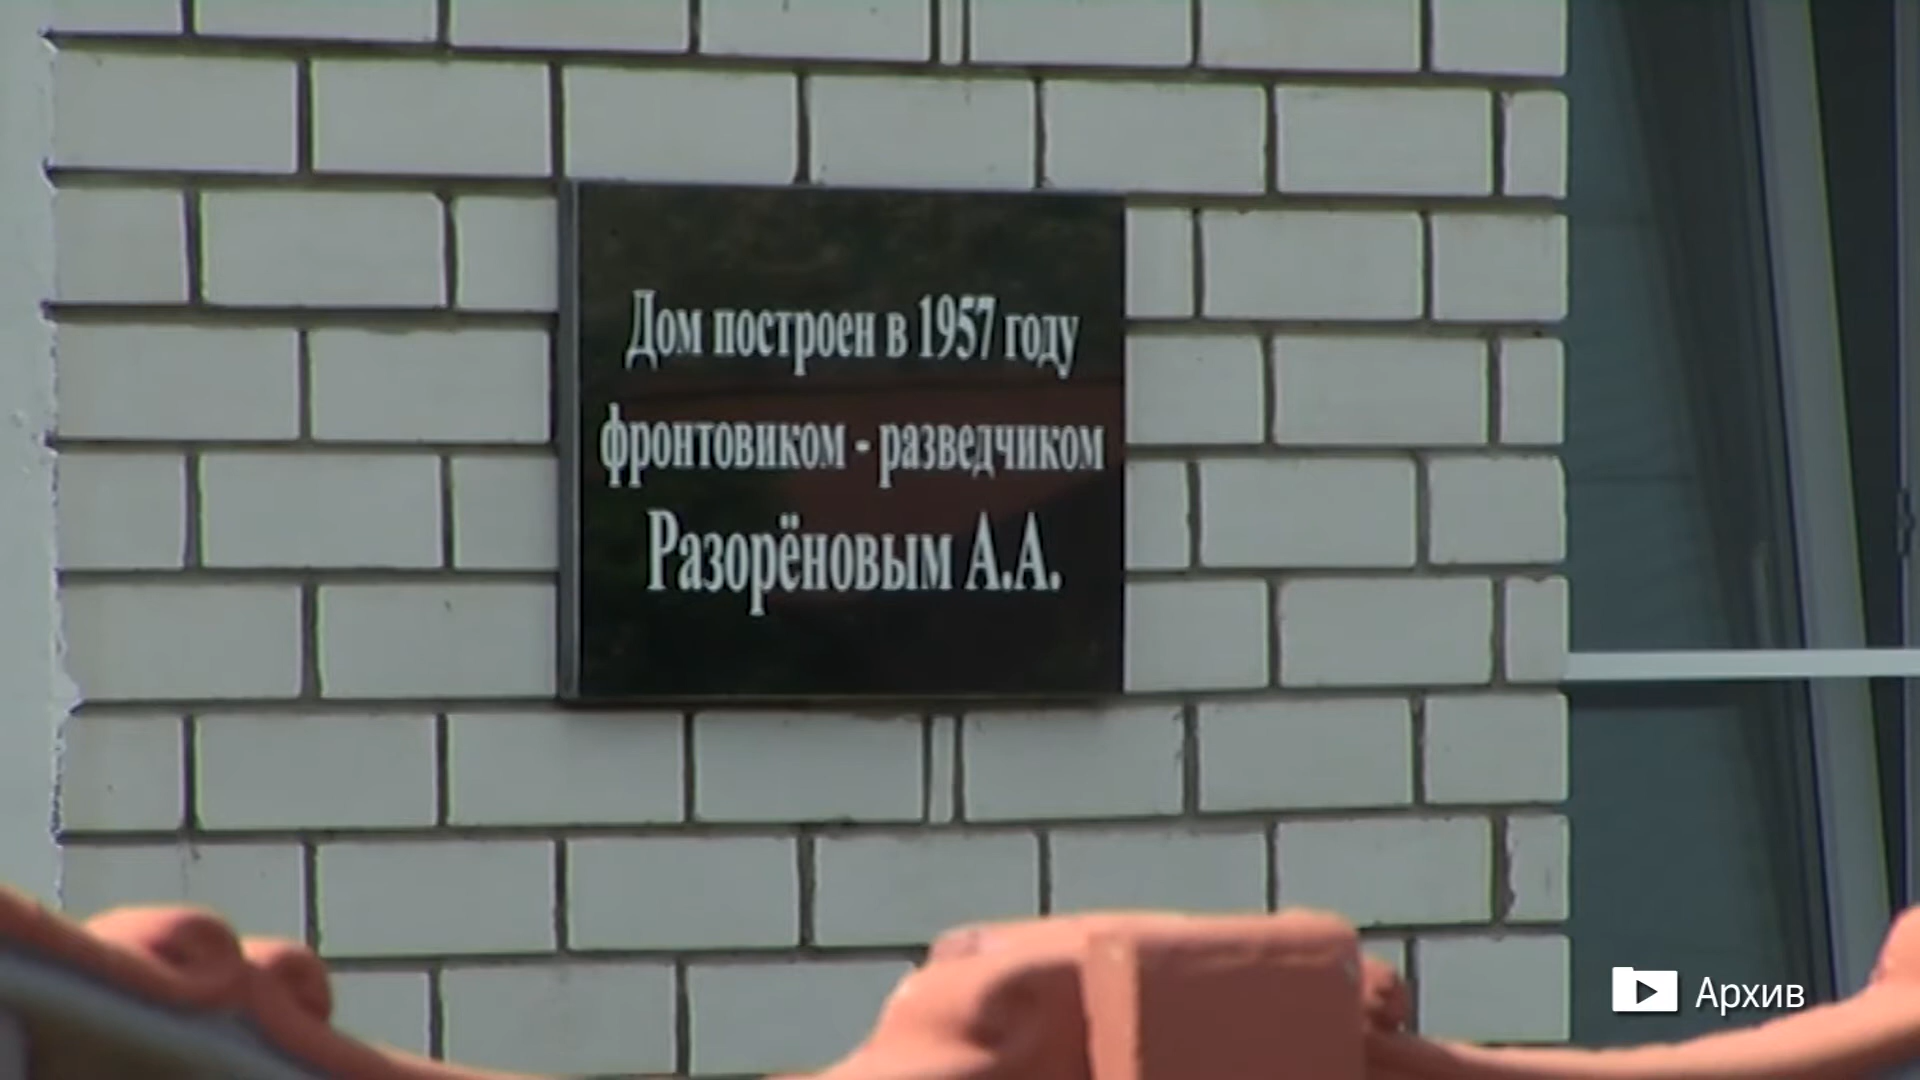 Дом построен в 1957 году
фронтовиком - разведчиком
Разорёновым А.А.
Архив